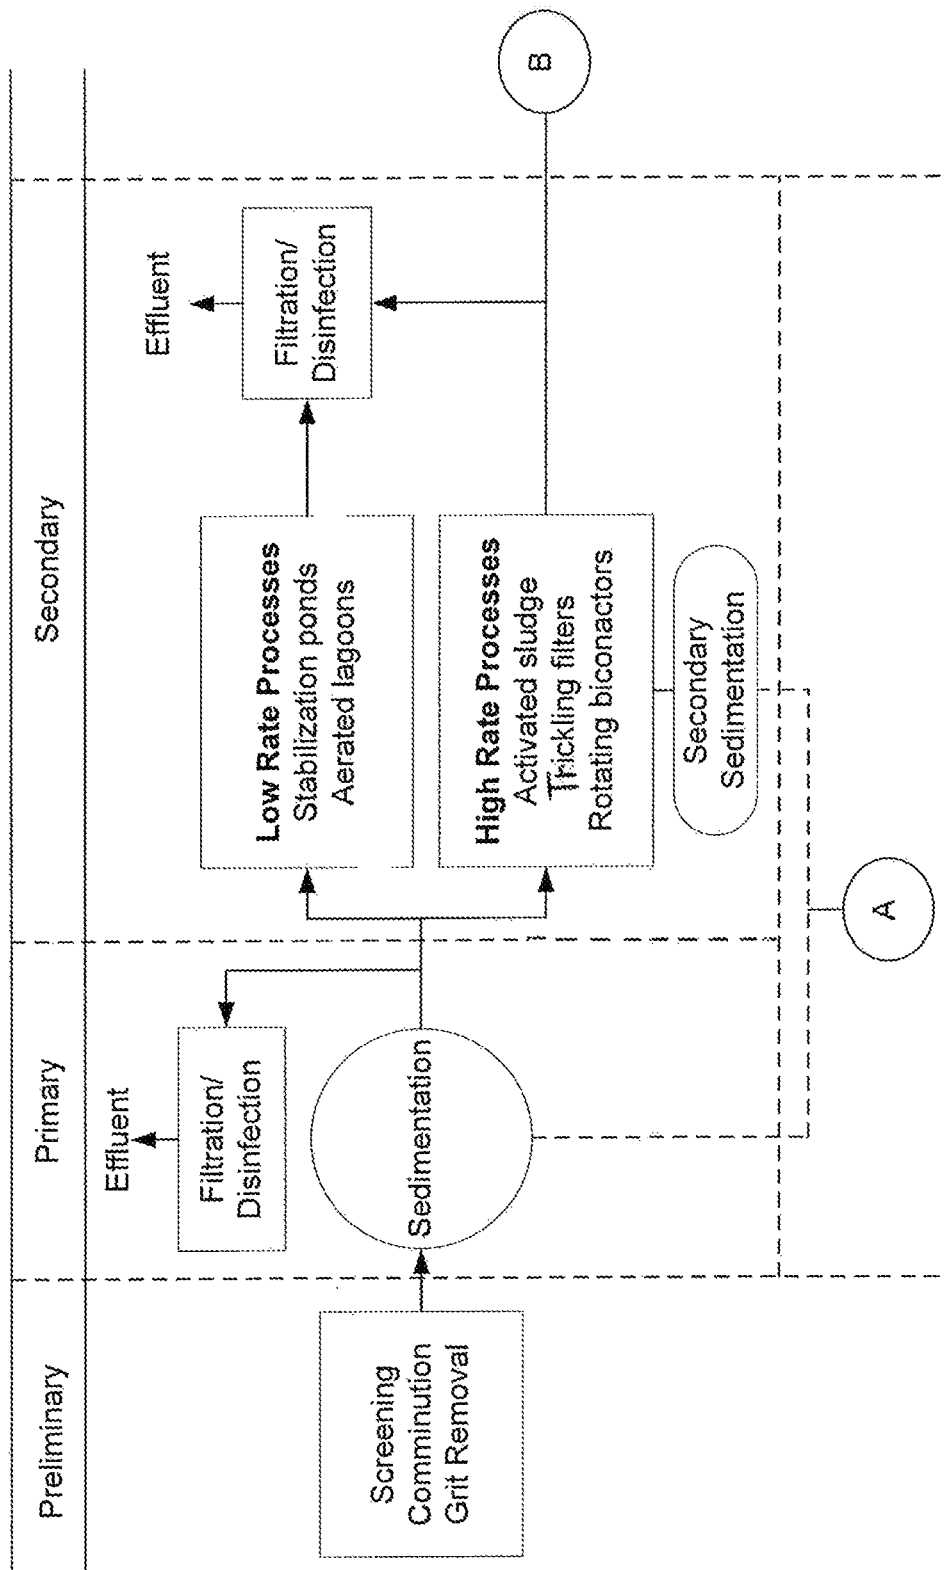 Preliminary
Primary
Secondary
Screening
Comminution
Grit Removal
Effluent
Filtration/
Disinfection
Sedimentation
Low Rate Processes
Stabilization ponds
Aerated lagoons
High Rate Processes
Activated sludge
Trickling filters
Rotating biconactors
Secondary
Sedimentation
Effluent
Filtration/
Disinfection
A
B